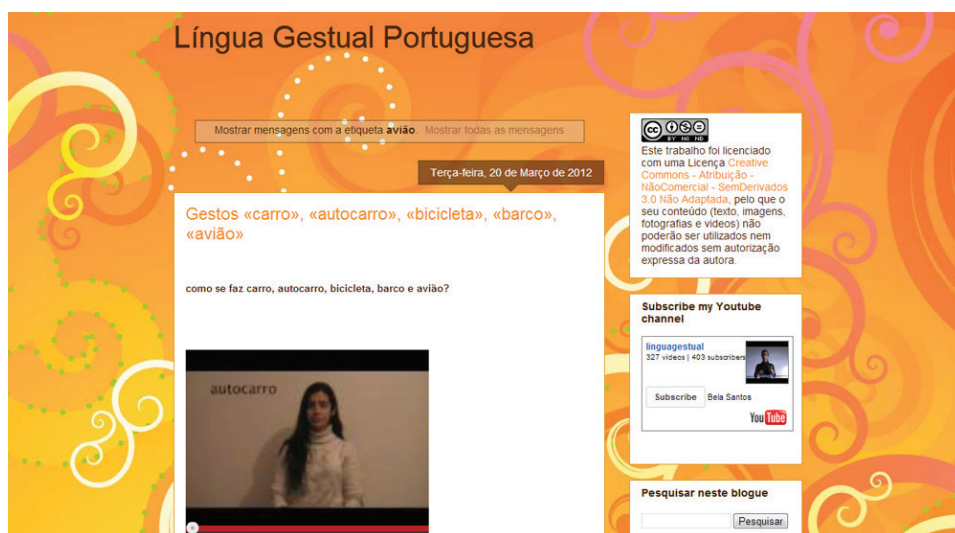 Língua Gestual Portuguesa
Mostrar mensagens com a etiqueta avião. Mostrar todas as mensagens
Terça-feira, 20 de Março de 2012
Gestos «carro», «autocarro», «bicicleta», «barco»,
«avião»
como se faz carro, autocarro, bicicleta, barco e avião?
autocarro
cc
BY NC ND
Este trabalho foi licenciado
com uma Licença Creative
Commons - Atribuição -
NãoComercial - SemDerivados
3.0 Não Adaptada, pelo que o
seu conteúdo (texto, imagens,
fotografias e videos) não
poderão ser utilizados nem
modificados sem autorização
expressa da autora.
Subscribe my Youtube
channel
linguagestual
327 videos | 403 subscribers
Subscribe Bela Santos
YouTube
Pesquisar neste blogue
Pesquisar